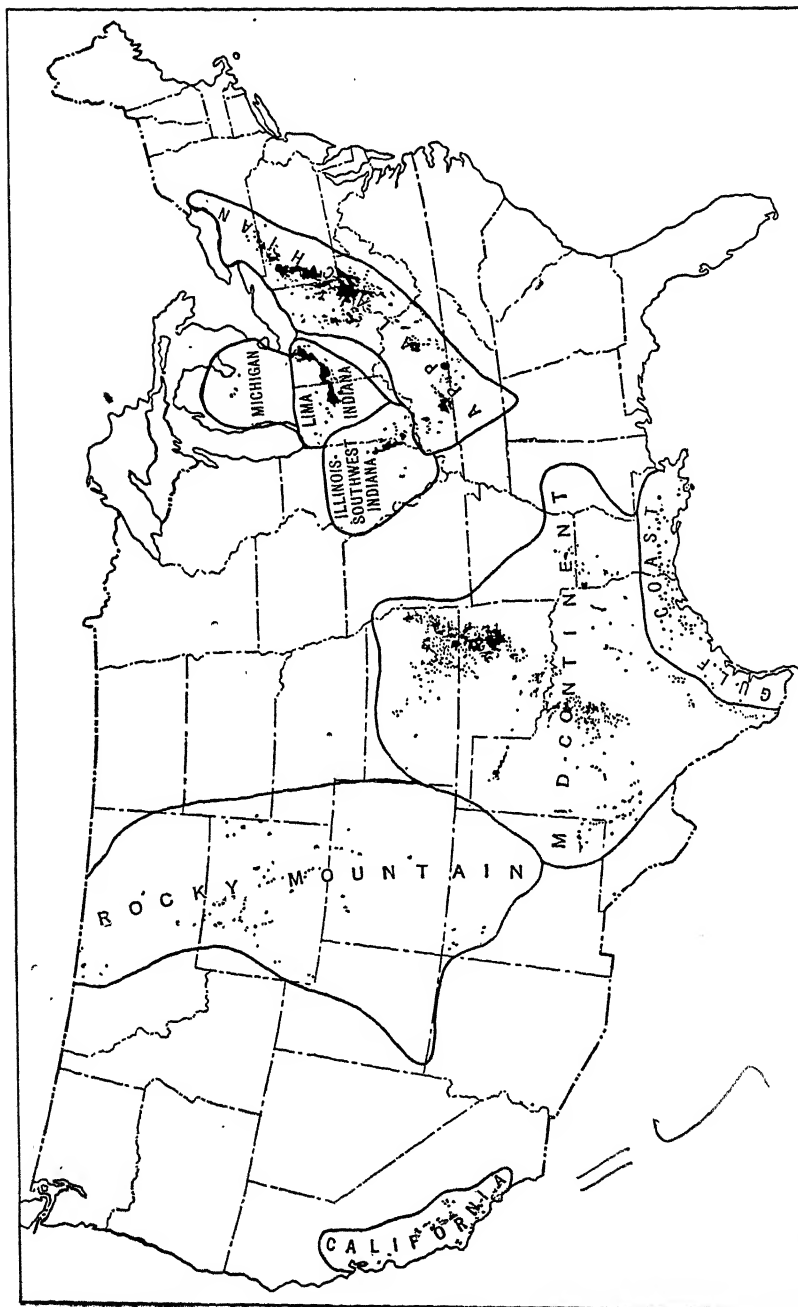 ROCKY MOUNTAIN
CALIFORNIA
MID-CONTINENT
GULF COAST
MICHIGAN
LIMA
INDIANA
ILLINOIS-
SOUTHWEST
INDIANA
APPALACHIAN